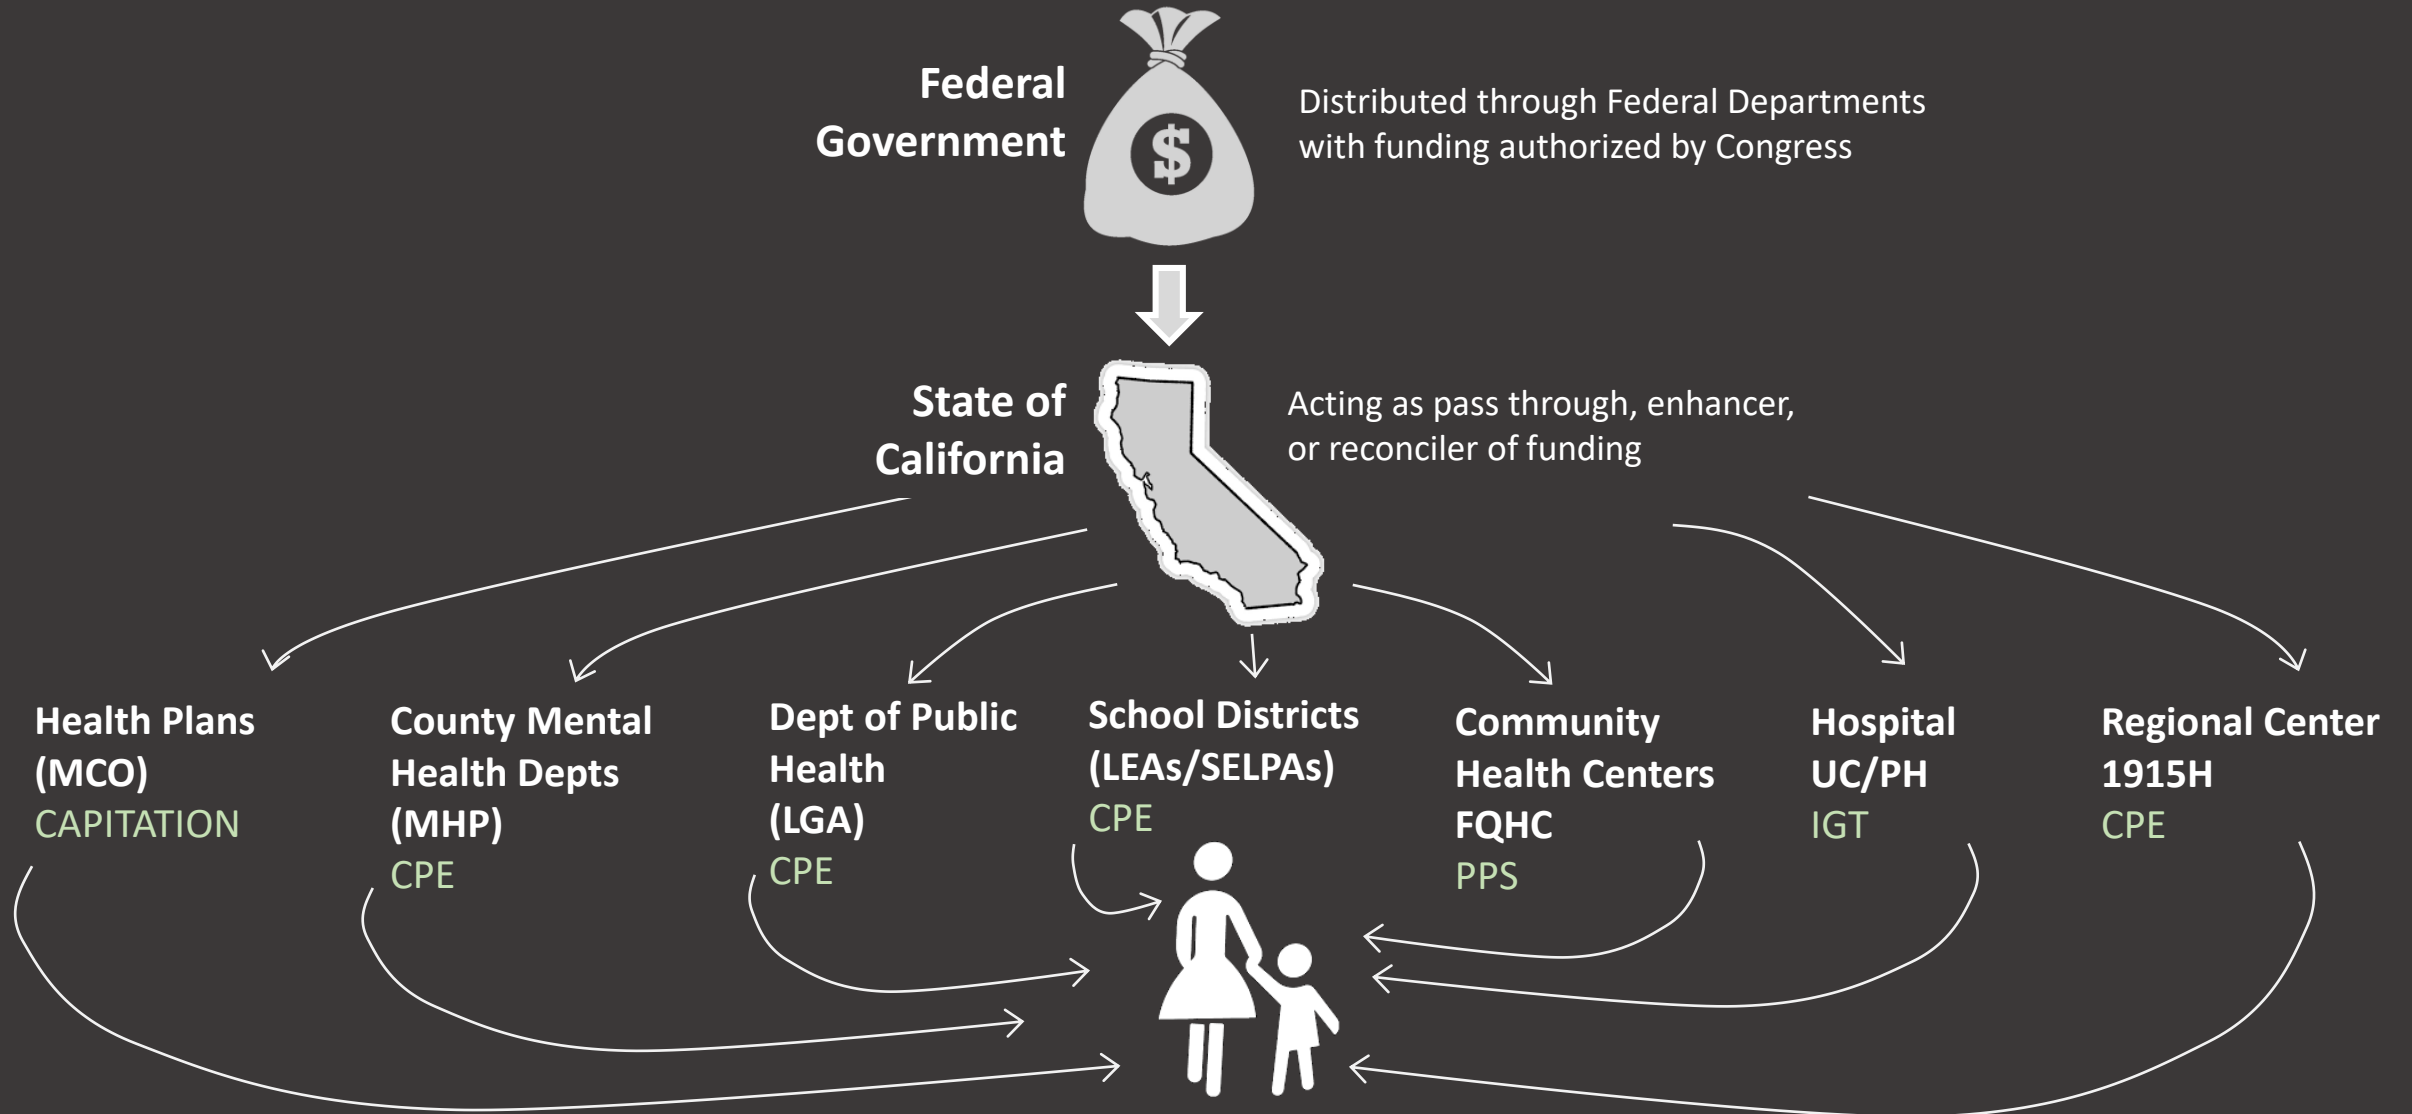 Federal
Government
$
Distributed through Federal Departments
with funding authorized by Congress
State of
California
Acting as pass through, enhancer,
or reconciler of funding
Health Plans
(MCO)
CAPITATION
County Mental
Health Depts
(MHP)
CPE
Dept of Public
Health
(LGA)
CPE
School Districts
(LEAs/SELPAs)
CPE
Community
Health Centers
FQHC
PPS
Hospital
UC/PH
IGT
Regional Center
1915H
CPE